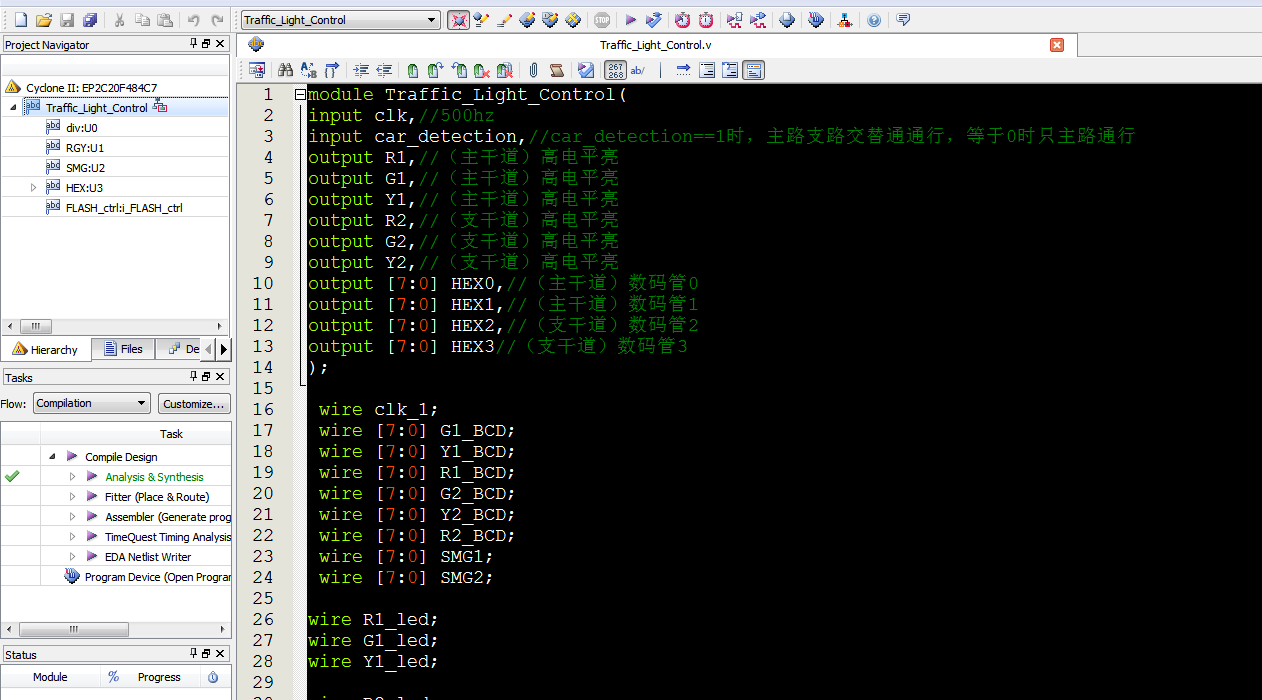 Traffic_Light_Control
STOP
Project Navigator
Cyclone II: EP2C20F484C7
Traffic_Light_Control
div:U0
RGY:U1
SMG:U2
HEX:U3
FLASH_ctrl:i_FLASH_ctrl
Hierarchy
Files
De
Tasks
Flow:
Compilation
Customize...
Task
Compile Design
Analysis & Synthesis
Fitter (Place & Route)
Assembler (Generate prog
TimeQuest Timing Analysis
EDA Netlist Writer
Program Device (Open Progran
Status
Module
%
Progress
Traffic_Light_Control.v
267
268
ab/
1 module Traffic_Light_Control(
2 input clk,//500hz
3 input car_detection,//car_detection==1时，主路支路交替通通行，等于0时只主路通行
4 output R1,//（主干道）高电平亮
5 output G1,//（主干道）高电平亮
6 output Y1,//（主干道）高电平亮
7 output R2,//（支干道）高电平亮
8 output G2,//（支干道）高电平亮
9 output Y2,//（支干道）高电平亮
10 output [7:0] HEX0,//（主干道）数码管0
11 output [7:0] HEX1,//（主干道）数码管1
12 output [7:0] HEX2,//（支干道）数码管2
13 output [7:0] HEX3//（支干道）数码管3
14 );
15
16 wire clk_1;
17 wire [7:0] G1_BCD;
18 wire [7:0] Y1_BCD;
19 wire [7:0] R1_BCD;
20 wire [7:0] G2_BCD;
21 wire [7:0] Y2_BCD;
22 wire [7:0] R2_BCD;
23 wire [7:0] SMG1;
24 wire [7:0] SMG2;
25
26 wire R1_led;
27 wire G1_led;
28 wire Y1_led;
29